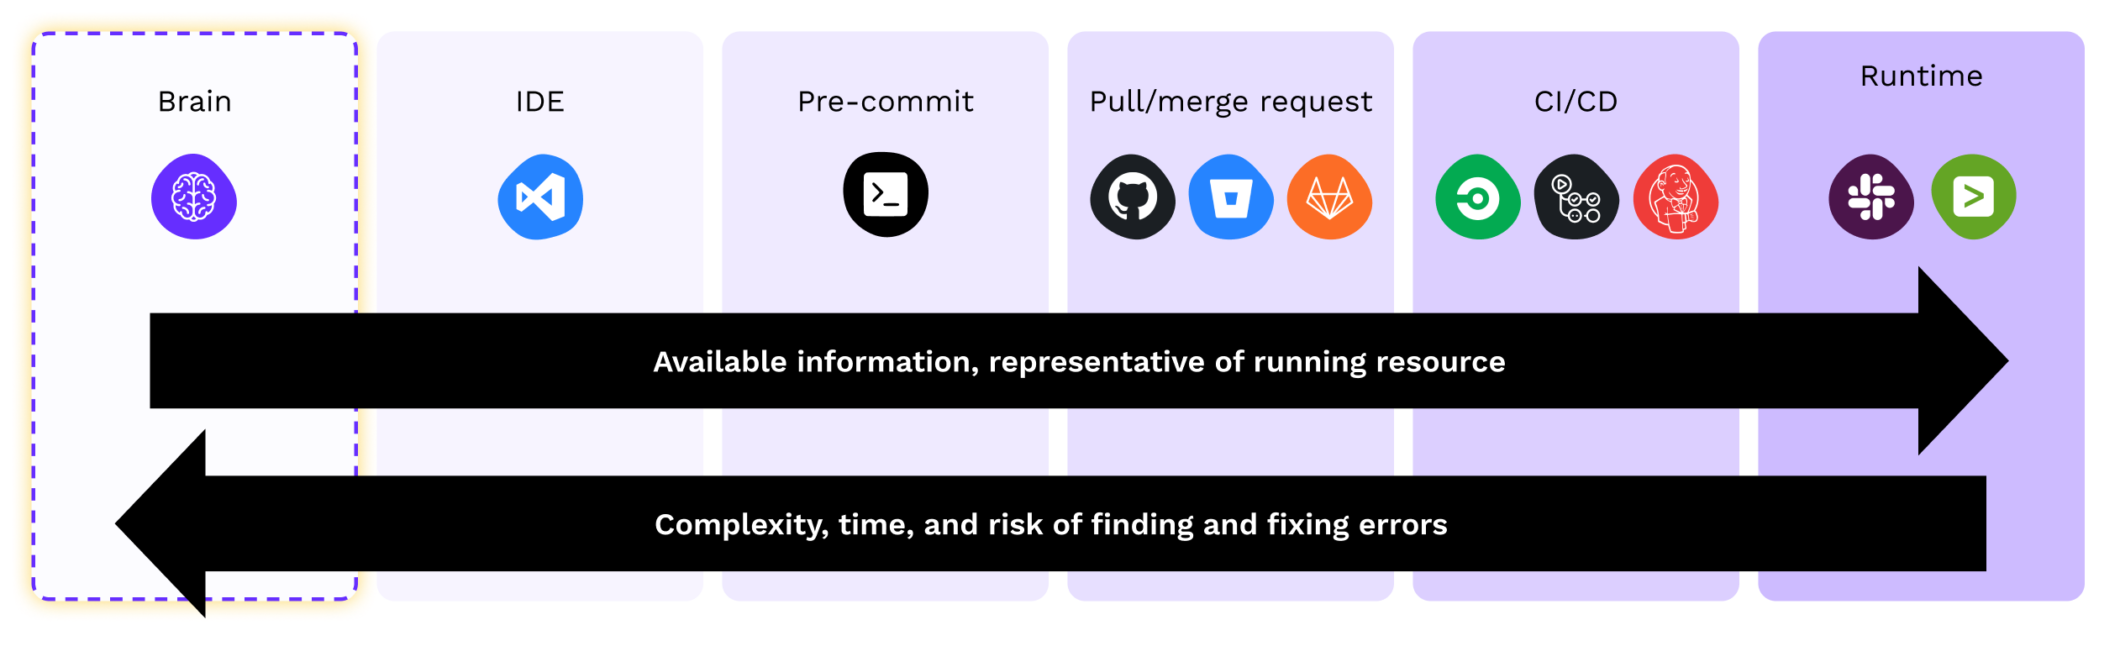 Brain
IDE
Pre-commit
Pull/merge request
CI/CD
Runtime
Available information, representative of running resource
Complexity, time, and risk of finding and fixing errors